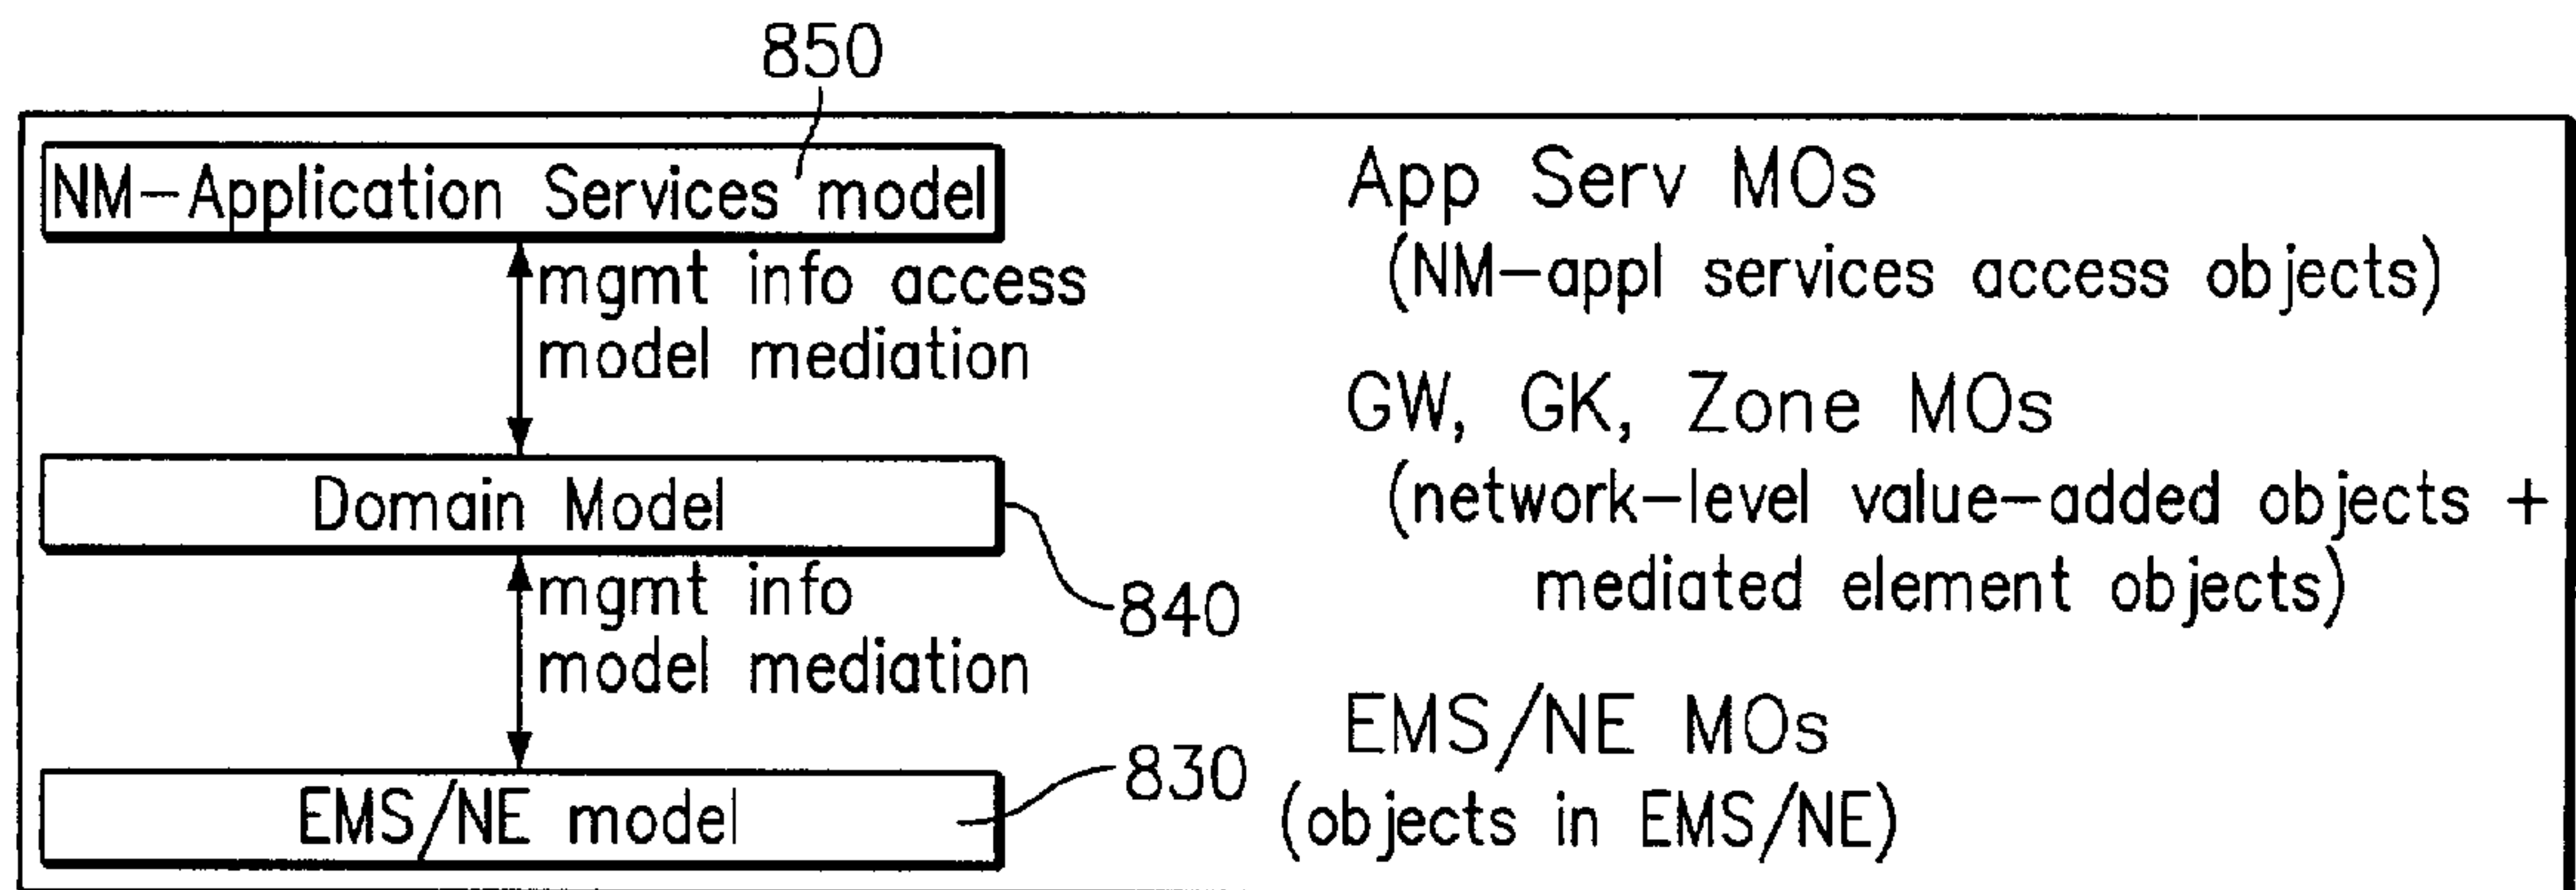 850
NM-Application Services model
App Serv MOs
(NM-appl services access objects)
mgmt info access
model mediation
GW, GK, Zone MOs
(network-level value-added objects +
mediated element objects)
Domain Model
840
mgmt info
model mediation
EMS/NE MOs
(objects in EMS/NE)
830
EMS/NE model